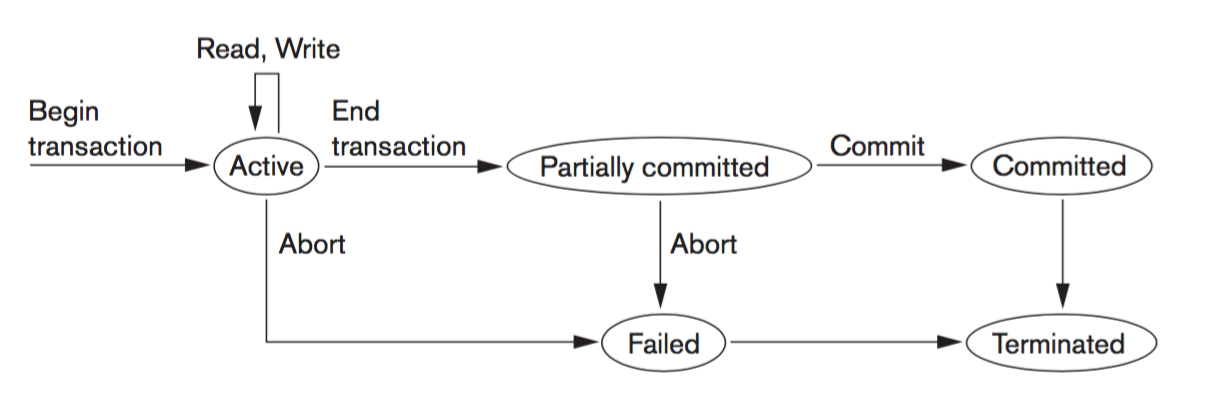 Read, Write
Begin
transaction
End
transaction
Active
Partially committed
Commit
Committed
Abort
Abort
Failed
Terminated